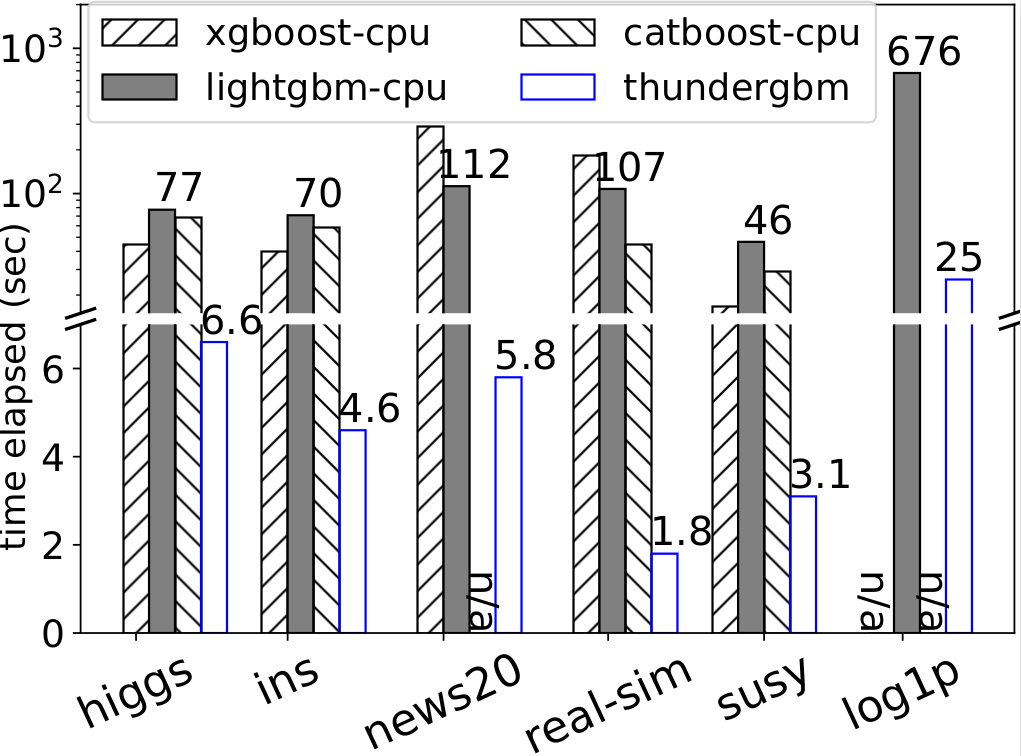 xgboost-cpu
lightgbm-cpu
catboost-cpu
thundergbm
time elapsed (sec)
10³
10²
6
4
2
0
77
6.6
70
4.6
112
n/a
5.8
107
1.8
46
3.1
n/a
676
n/a
25
higgs
ins
news20
real-sim
susy
log1p